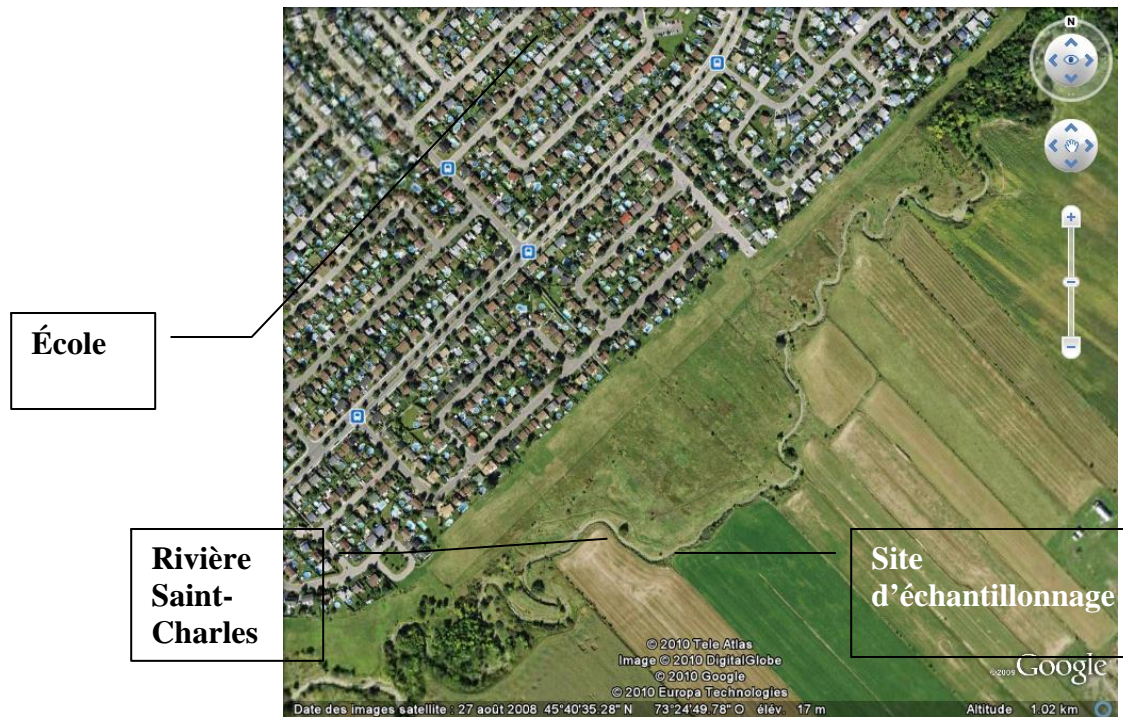 N
École
Rivière
Saint-
Charles
Site
d'échantillonnage
© 2010 Tele Atlas
Image © 2010 DigitalGlobe
© 2010 Google
© 2010 Europa Technologies
©2009 Google
Date des images satellite : 27 août 2008 45°40'35.28" N 73°24'49.78" O élév. 17 m Altitude 1.02 km